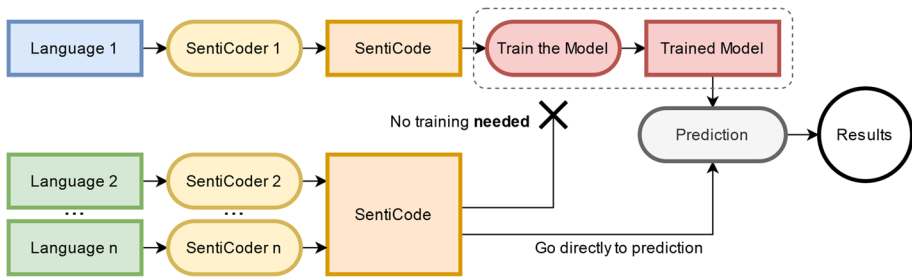 Language 1
SentiCoder 1
SentiCode
Train the Model
Trained Model
No training needed
Prediction
Results
Language 2
SentiCoder 2
...
...
SentiCode
Language n
SentiCoder n
Go directly to prediction